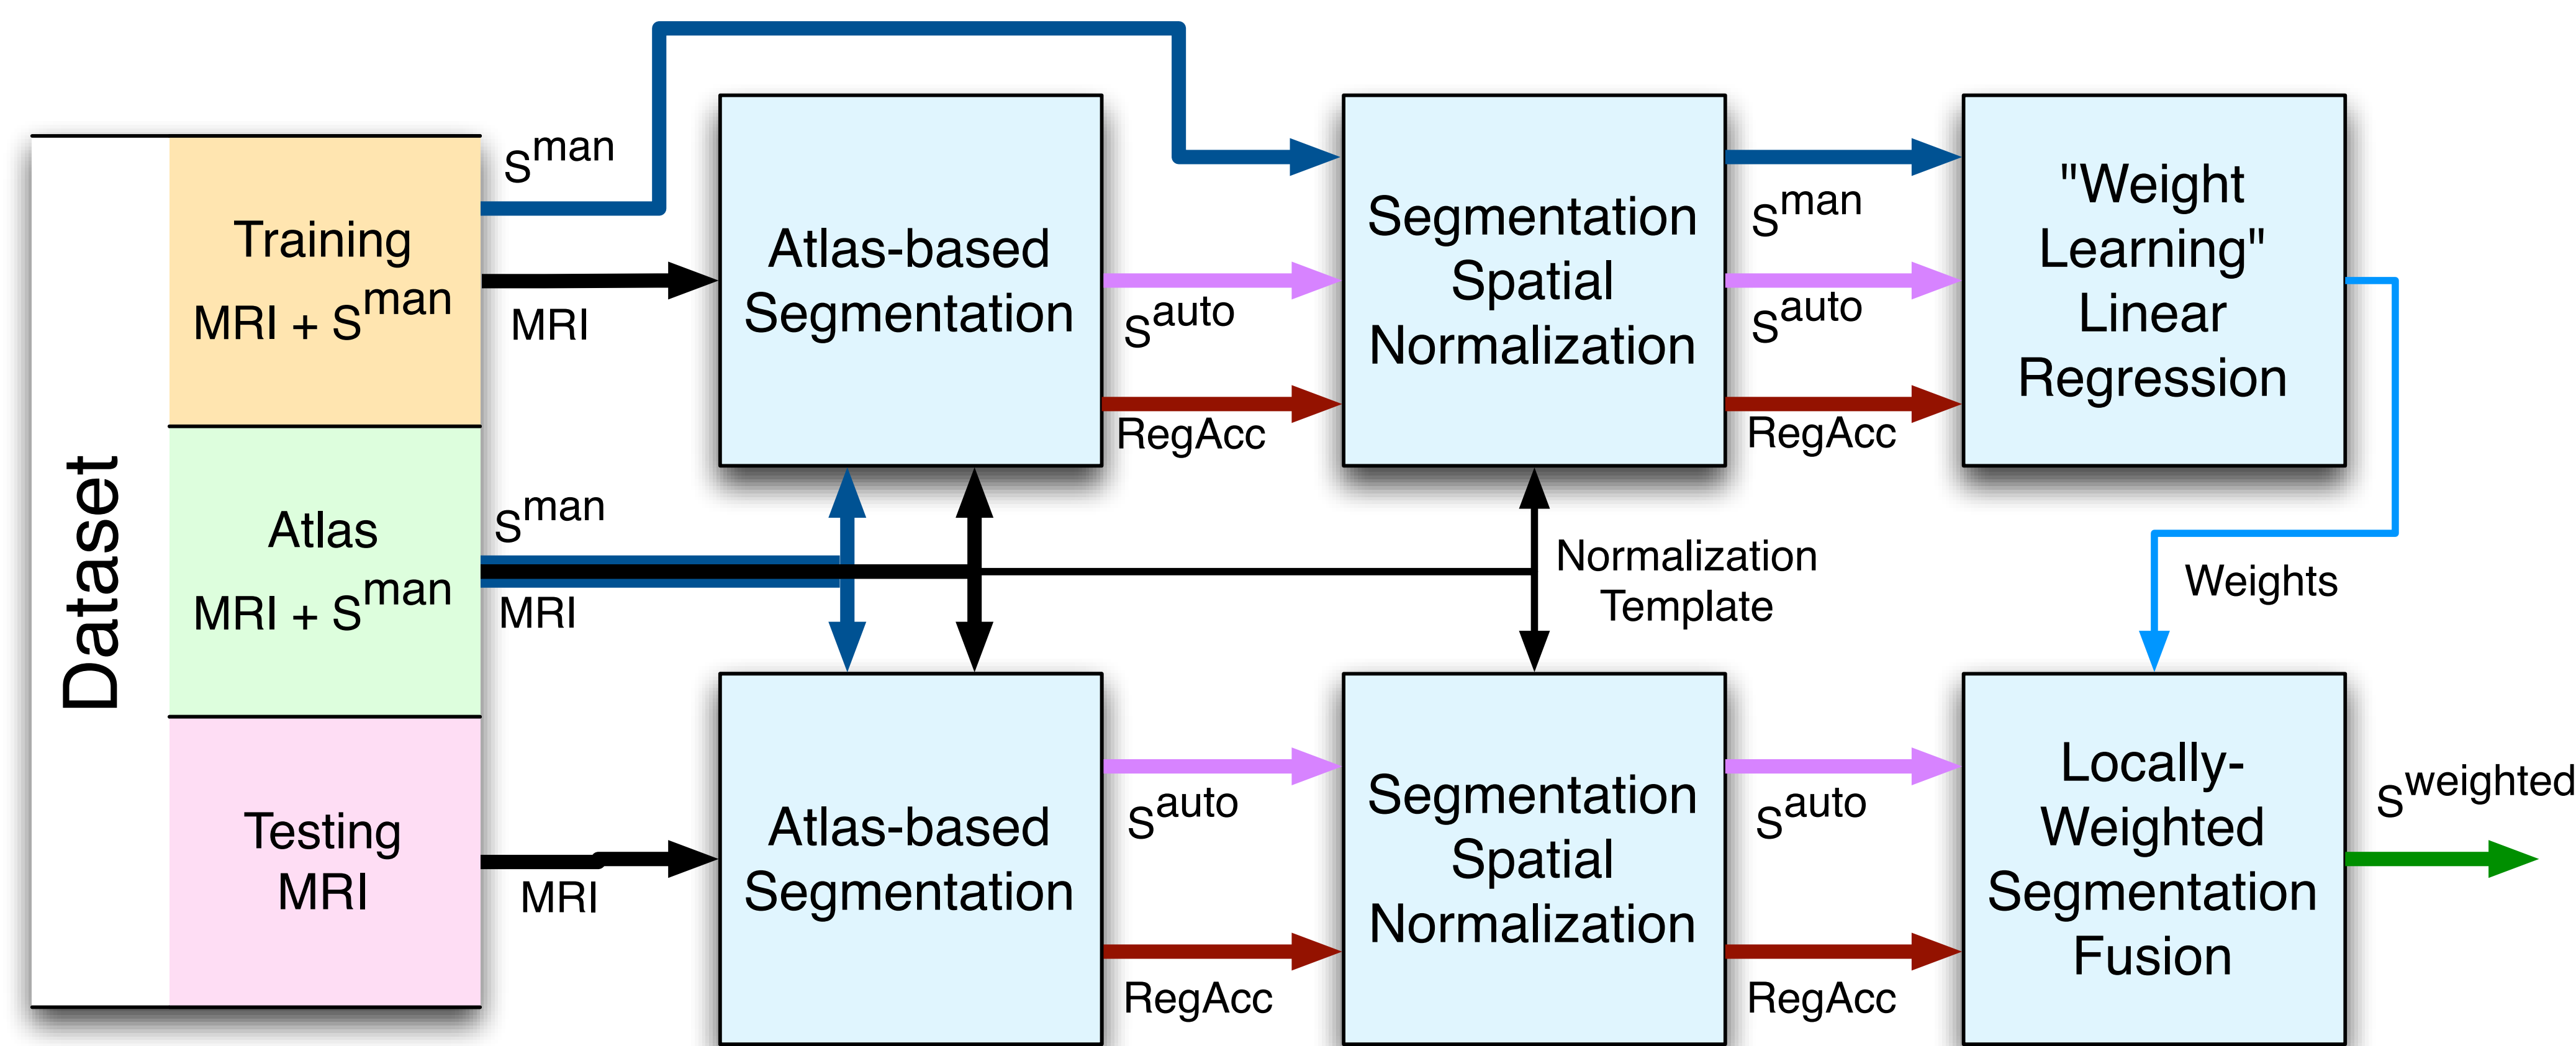 Dataset
Training
MRI + S^man
Atlas
MRI + S^man
Testing
MRI
S^man
MRI
S^man
MRI
MRI
Atlas-based
Segmentation
S^auto
RegAcc
Segmentation
Spatial
Normalization
S^man
S^auto
RegAcc
"Weight
Learning"
Linear
Regression
Normalization
Template
Weights
Atlas-based
Segmentation
S^auto
RegAcc
Segmentation
Spatial
Normalization
S^auto
RegAcc
Locally-
Weighted
Segmentation
Fusion
S^weighted